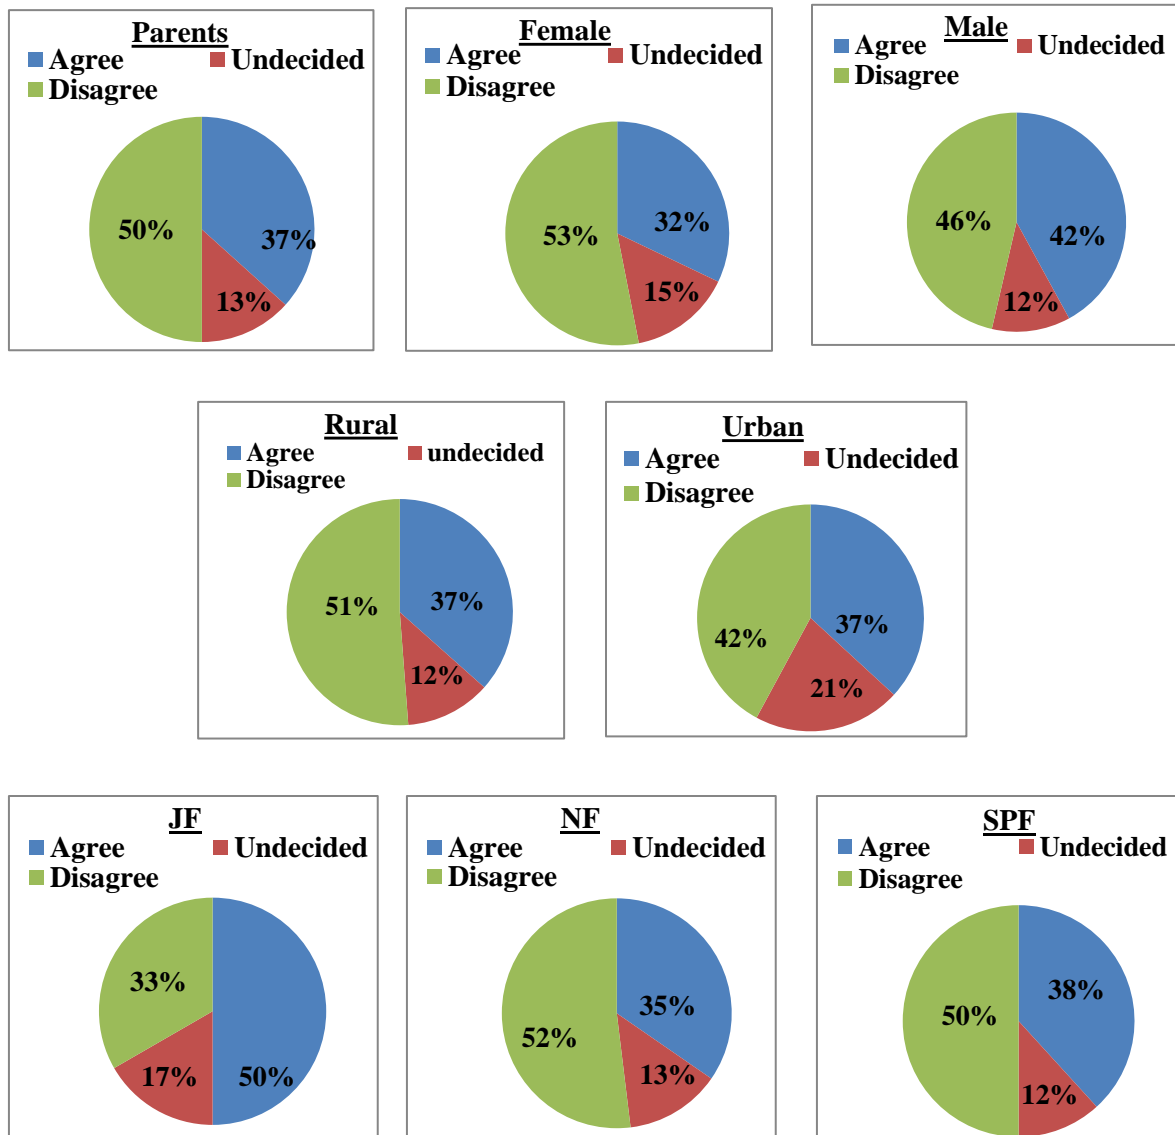 Parents
Agree Undecided
Disagree
50%
37%
13%
Female
Agree Undecided
Disagree
32%
53%
15%
Male
Agree Undecided
Disagree
46%
42%
12%
Rural
Agree undecided
Disagree
37%
51%
12%
Urban
Agree Undecided
Disagree
37%
42%
21%
JF
Agree Undecided
Disagree
33%
17%
50%
NF
Agree Undecided
Disagree
35%
52%
13%
SPF
Agree Undecided
Disagree
38%
50%
12%